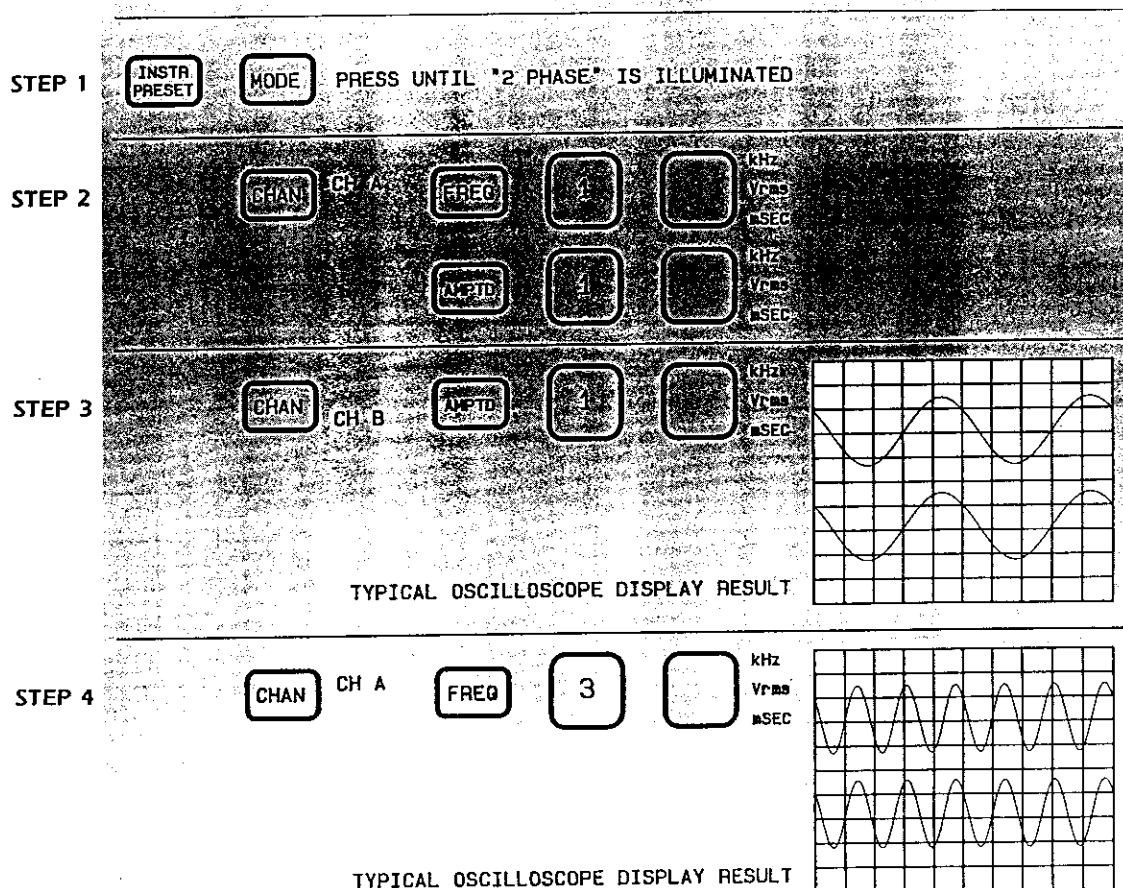 STEP 1 INSTR PRESET MODE PRESS UNTIL "2 PHASE" IS ILLUMINATED
STEP 2 CHAN CH A FREQ 1 kHz Vrms mSEC
AMPTD 1 kHz Vrms mSEC
STEP 3 CHAN CH B AMPTD 1 kHz Vrms mSEC
TYPICAL OSCILLOSCOPE DISPLAY RESULT
STEP 4 CHAN CH A FREQ 3 kHz Vrms mSEC
TYPICAL OSCILLOSCOPE DISPLAY RESULT